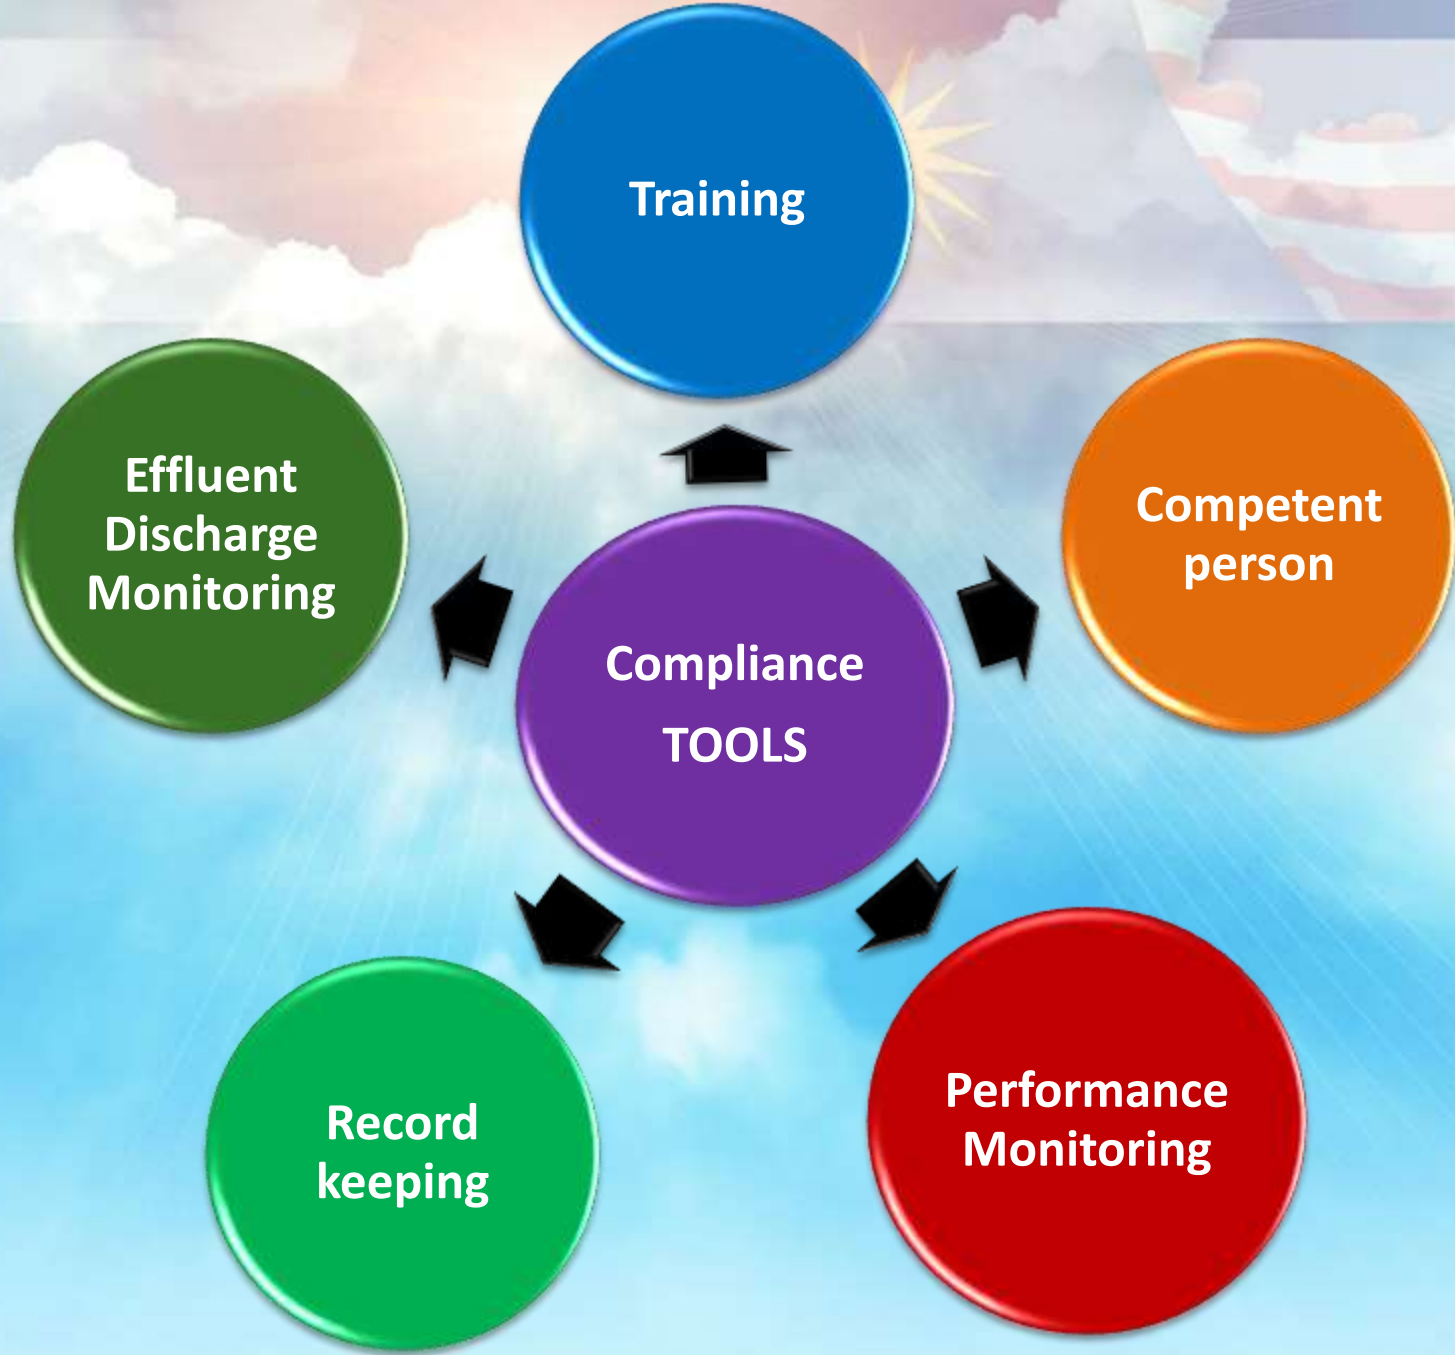 Training
Effluent
Discharge
Monitoring
Competent
person
Compliance
TOOLS
Record
keeping
Performance
Monitoring